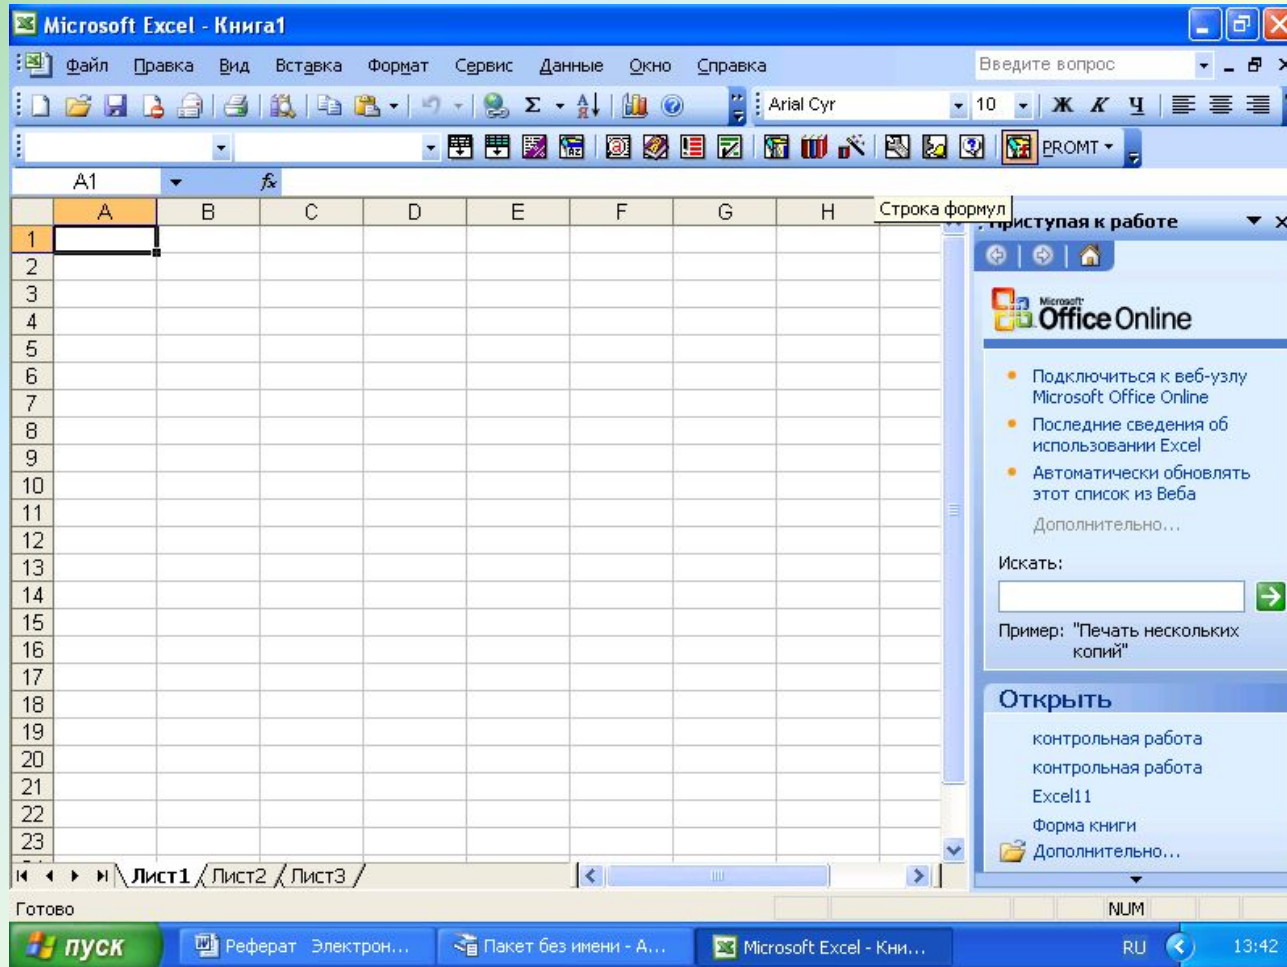 Microsoft Excel - Книга1
Файл Правка Вид Вставка Формат Сервис Данные Окно Справка Введите вопрос
Arial Cyr 10 Ж К Ч
PROMT
A1 fx
Строка формул
A B C D E F G H
Приступая к работе
1
2
3
4
5
6
7
8
9
10
11
12
13
14
15
16
17
18
19
20
21
22
23
Microsoft
Office Online
Подключиться к веб-узлу
Microsoft Office Online
Последние сведения об
использовании Excel
Автоматически обновлять
этот список из Веба
Дополнительно...
Искать:
Пример: "Печать нескольких
копий"
Открыть
контрольная работа
контрольная работа
Excel11
Форма книги
Дополнительно...
Лист1 Лист2 Лист3
Готово NUM
пуск Реферат Электрон... Пакет без имени - A... Microsoft Excel - Кни... RU 13:42